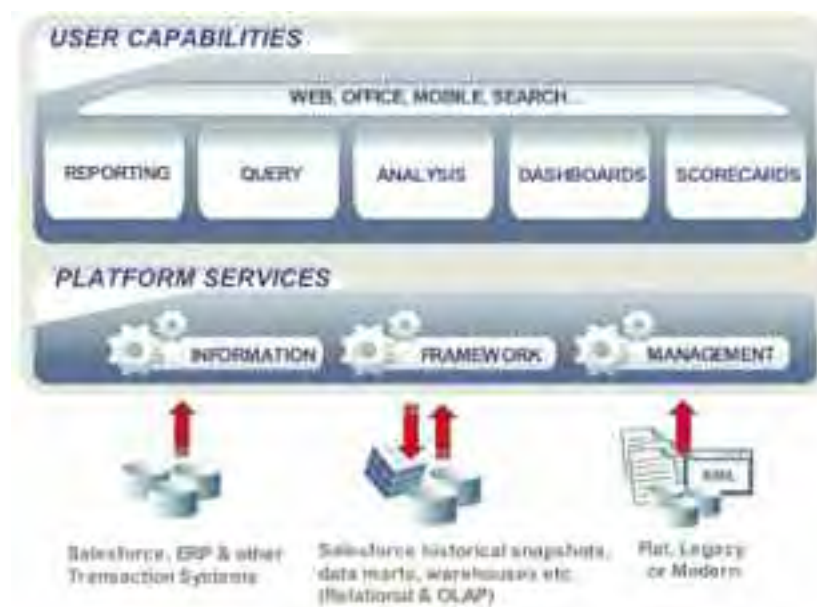 USER CAPABILITIES
WEB, OFFICE, MOBILE, SEARCH...
REPORTING
QUERY
ANALYSIS
DASHBOARDS
SCORECARDS
PLATFORM SERVICES
INFORMATION
FRAMEWORK
MANAGEMENT
XML
Salesforce, ERP & other
Transaction Systems
Salesforce historical snapshots,
data marts, warehouses etc.
(Relational & OLAP)
Flat, Legacy
or Modern